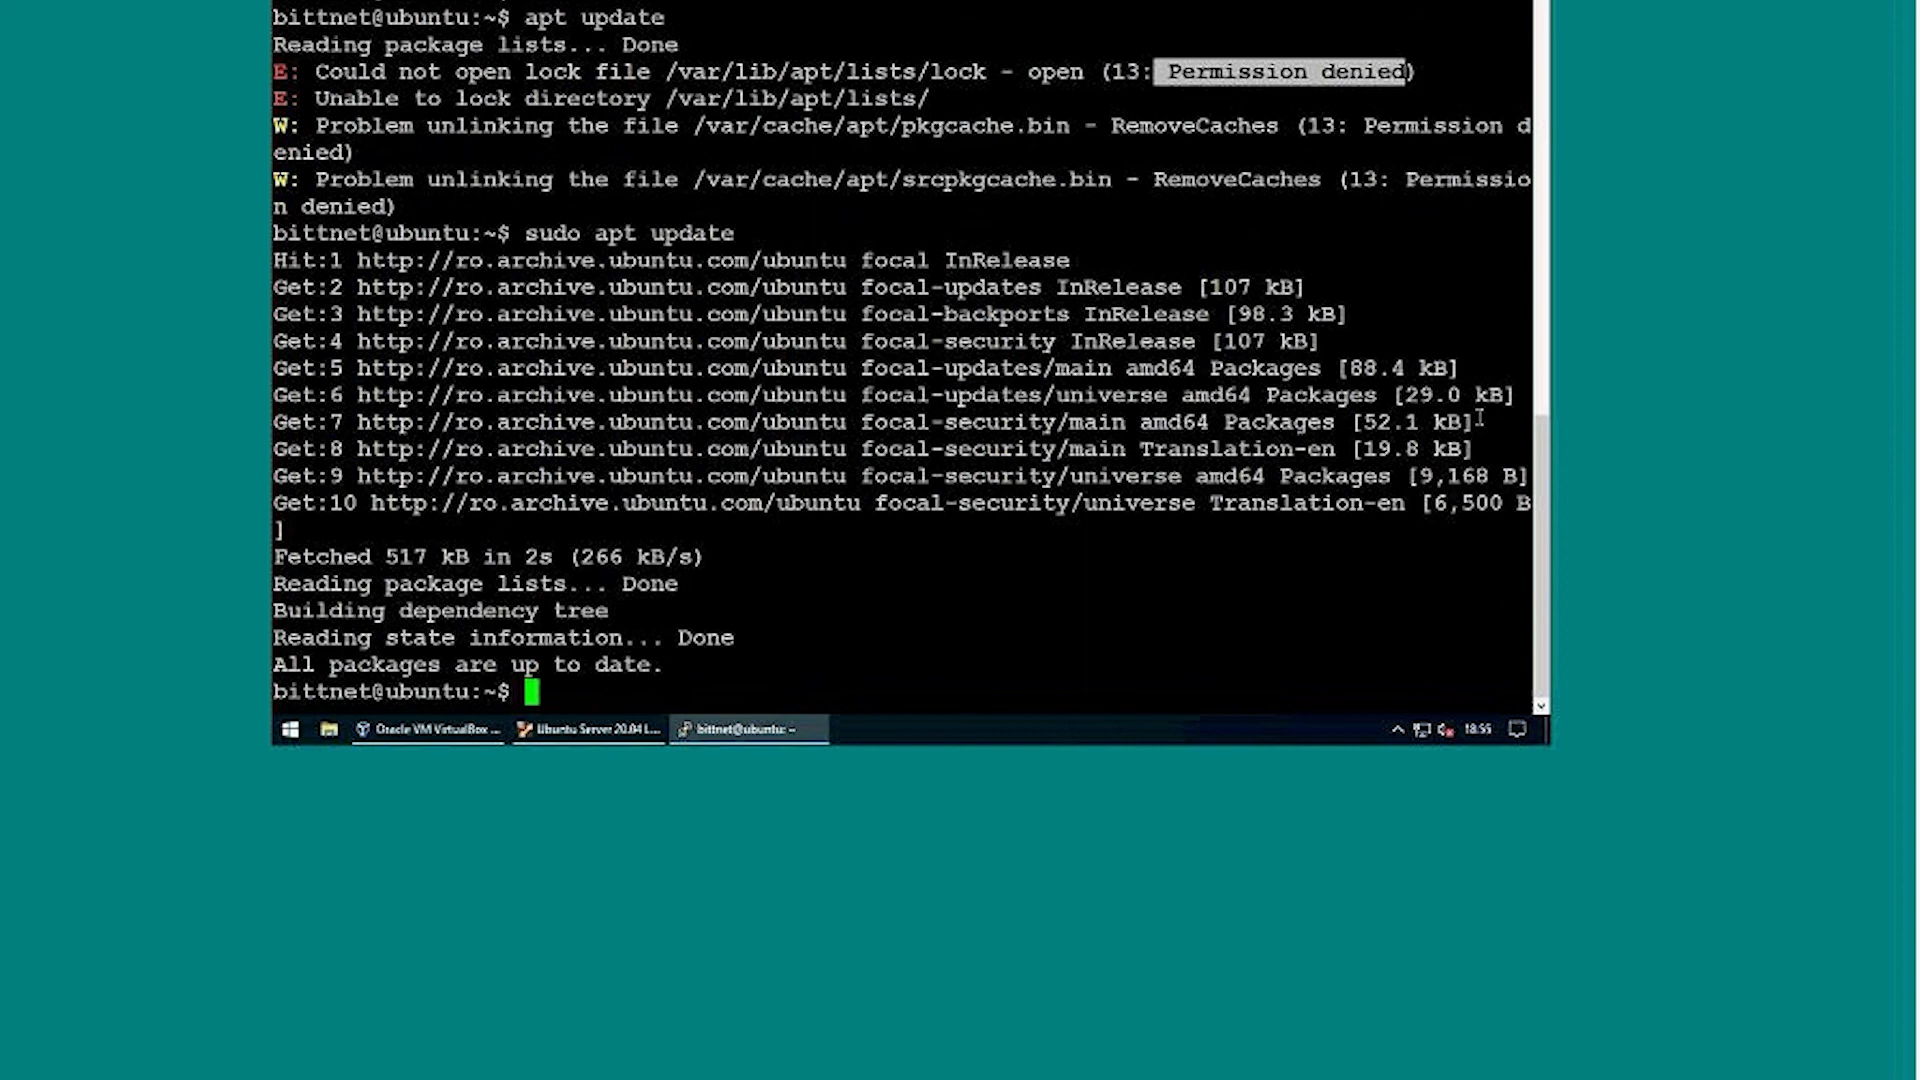 bittnet@ubuntu:~$ apt update
Reading package lists... Done
E: Could not open lock file /var/lib/apt/lists/lock - open (13: Permission denied)
E: Unable to lock directory /var/lib/apt/lists/
W: Problem unlinking the file /var/cache/apt/pkgcache.bin - RemoveCaches (13: Permission d
enied)
W: Problem unlinking the file /var/cache/apt/srcpkgcache.bin - RemoveCaches (13: Permissio
n denied)
bittnet@ubuntu:~$ sudo apt update
Hit:1 http://ro.archive.ubuntu.com/ubuntu focal InRelease
Get:2 http://ro.archive.ubuntu.com/ubuntu focal-updates InRelease [107 kB]
Get:3 http://ro.archive.ubuntu.com/ubuntu focal-backports InRelease [98.3 kB]
Get:4 http://ro.archive.ubuntu.com/ubuntu focal-security InRelease [107 kB]
Get:5 http://ro.archive.ubuntu.com/ubuntu focal-updates/main amd64 Packages [88.4 kB]
Get:6 http://ro.archive.ubuntu.com/ubuntu focal-updates/universe amd64 Packages [29.0 kB]
Get:7 http://ro.archive.ubuntu.com/ubuntu focal-security/main amd64 Packages [52.1 kB]
Get:8 http://ro.archive.ubuntu.com/ubuntu focal-security/main Translation-en [19.8 kB]
Get:9 http://ro.archive.ubuntu.com/ubuntu focal-security/universe amd64 Packages [9,168 B]
Get:10 http://ro.archive.ubuntu.com/ubuntu focal-security/universe Translation-en [6,500 B
]
Fetched 517 kB in 2s (266 kB/s)
Reading package lists... Done
Building dependency tree
Reading state information... Done
All packages are up to date.
bittnet@ubuntu:~$
Oracle VM VirtualBox ... Ubuntu Server 20.04 L... bittnet@ubuntu: ~ 18:55